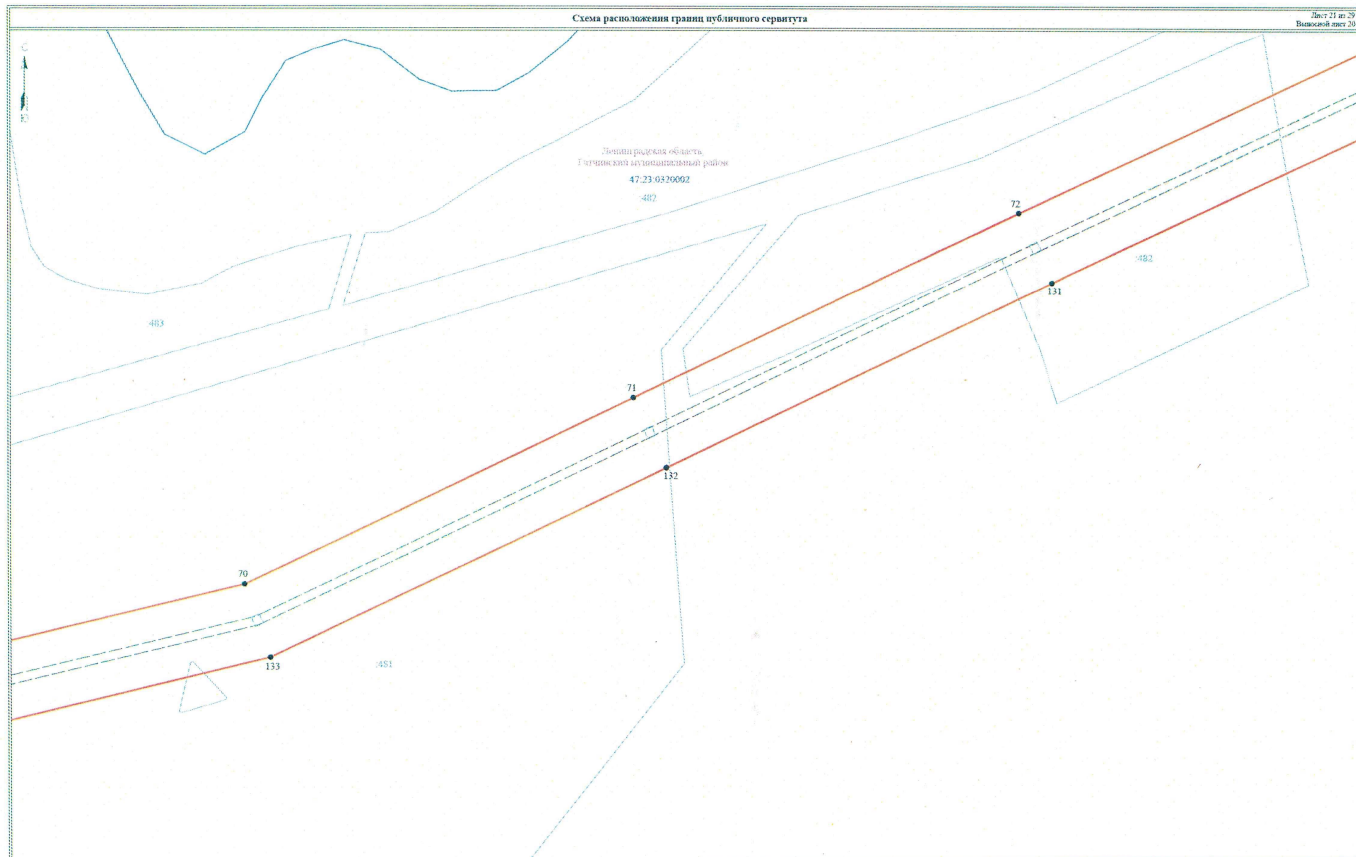 Схема расположения границ публичного сервитута
Лист 21 из 29
Выносной лист 20
С
Ю
Ленинградская область,
Гатчинский муниципальный район
47:23:0320002
:482
72
:482
131
:483
71
132
70
133
:481